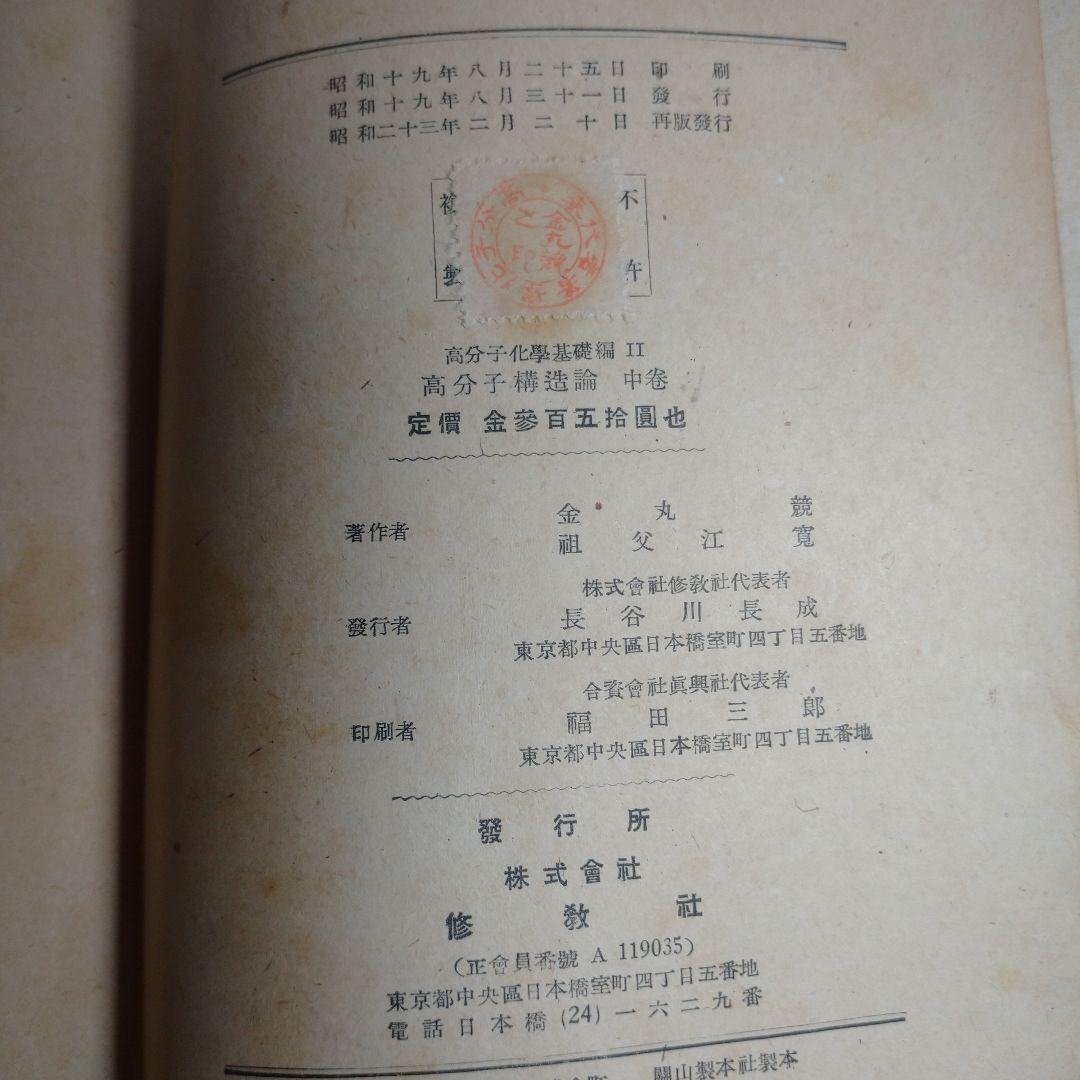 昭和十九年八月二十五日 印刷
昭和十九年八月三十一日 發行
昭和二十三年二月二十日 再版發行
不許
複製
高分子化學基礎編 II
高分子構造論 中卷
定價 金參百五拾圓也
著作者
金丸競
祖父江寬
發行者
株式會社修敎社代表者
長谷川長成
東京都中央區日本橋室町四丁目五番地
印刷者
合資會社眞興社代表者
福田三郞
東京都中央區日本橋室町四丁目五番地
發行所
株式會社
修敎社
(正會員番號 A 119035)
東京都中央區日本橋室町四丁目五番地
電話日本橋 (24) 一六二九番
關山製本社製本